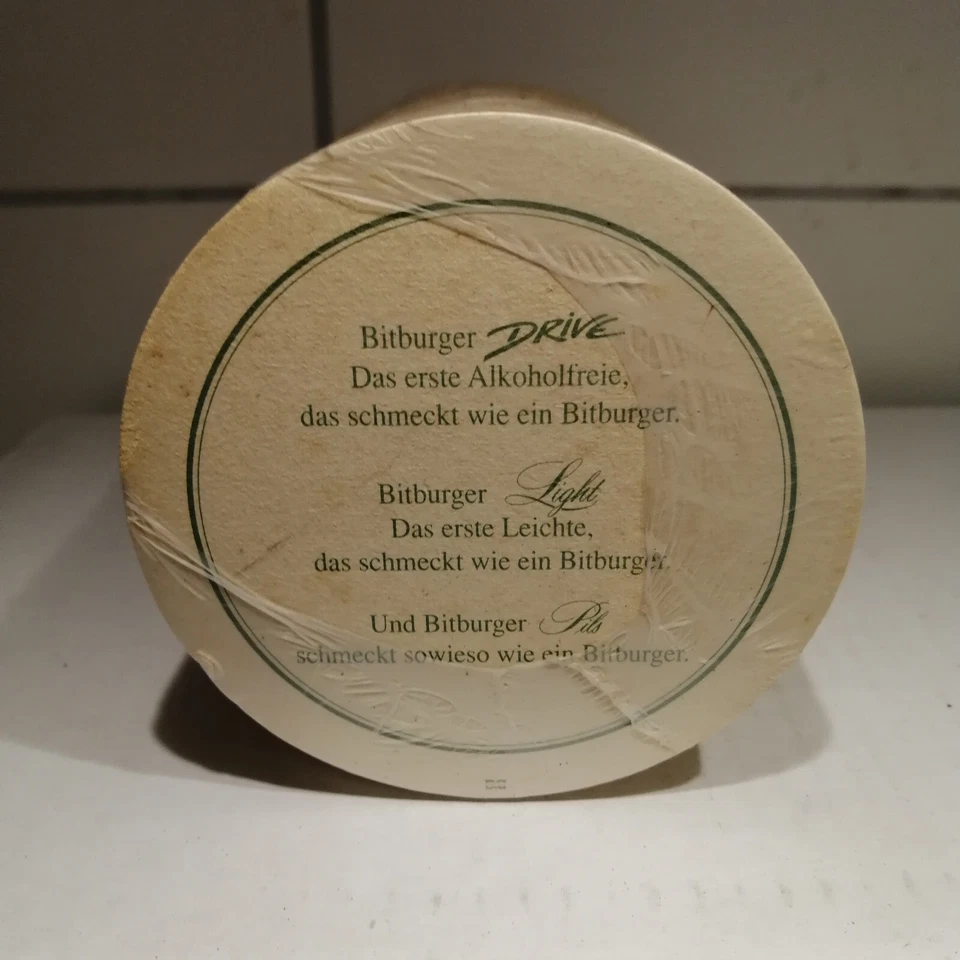 Bitburger DRIVE
Das erste Alkoholfreie,
das schmeckt wie ein Bitburger.
Bitburger Light
Das erste Leichte,
das schmeckt wie ein Bitburger.
Und Bitburger Pils
schmeckt sowieso wie ein Bitburger.